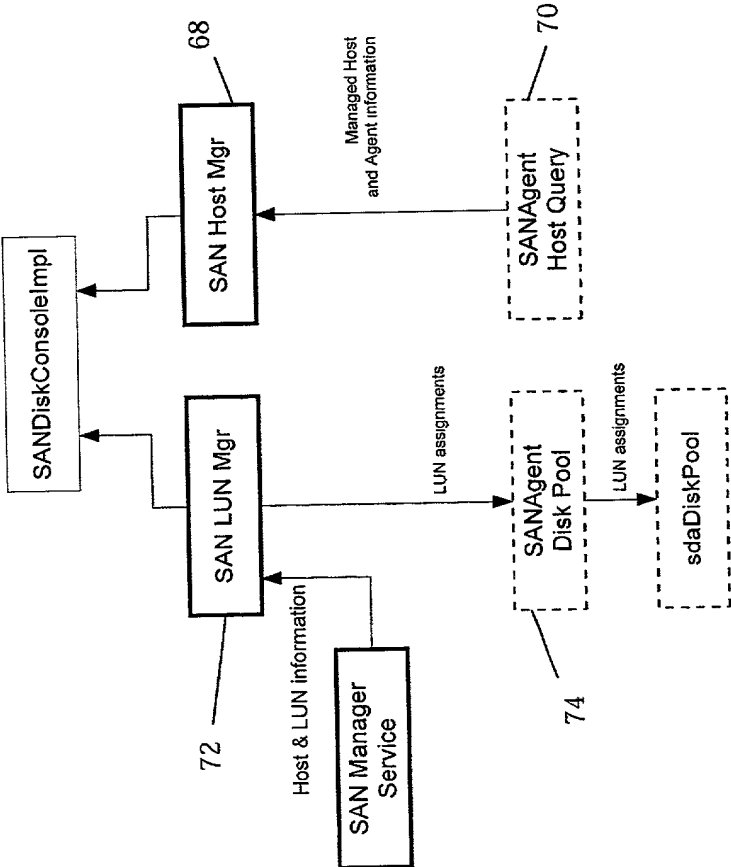 SANDiskConsoleImpl
68
SAN Host Mgr
Managed Host
and Agent information
70
SANAgent
Host Query
72
SAN LUN Mgr
Host & LUN information
SAN Manager
Service
LUN assignments
74
SANAgent
Disk Pool
LUN assignments
sdaDiskPool